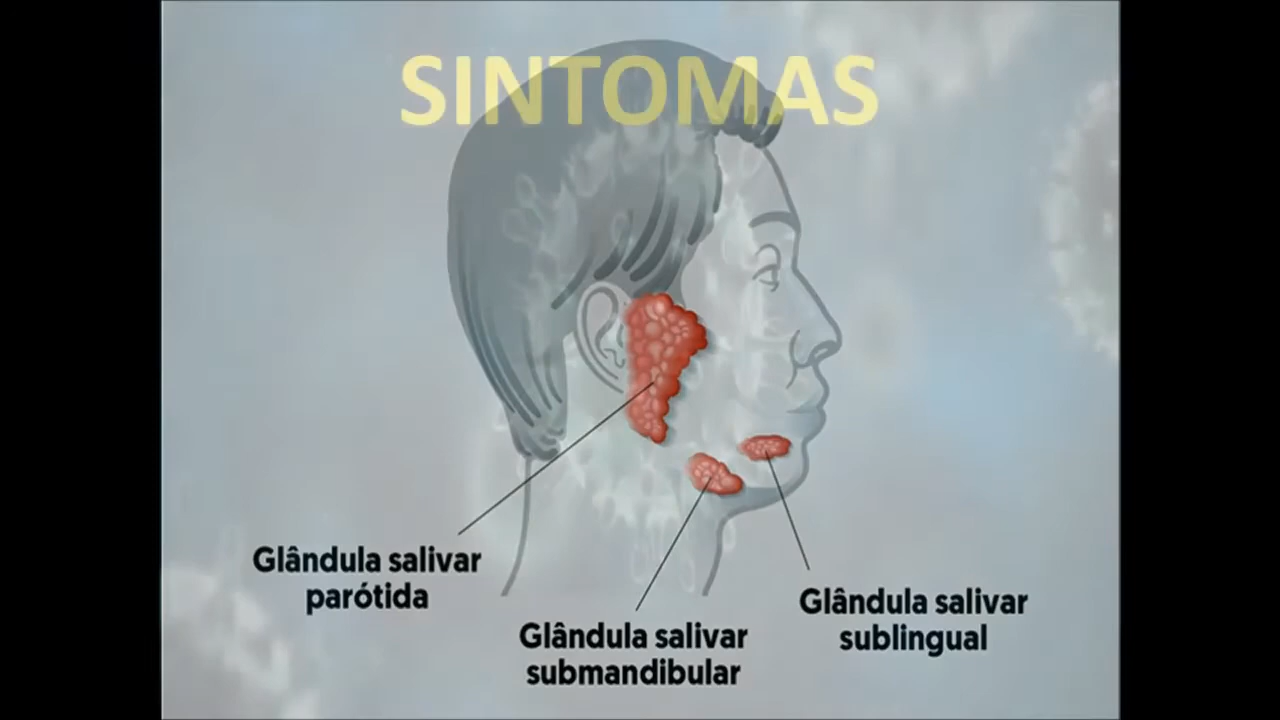 SINTOMAS
Glândula salivar
parótida
Glândula salivar
submandibular
Glândula salivar
sublingual